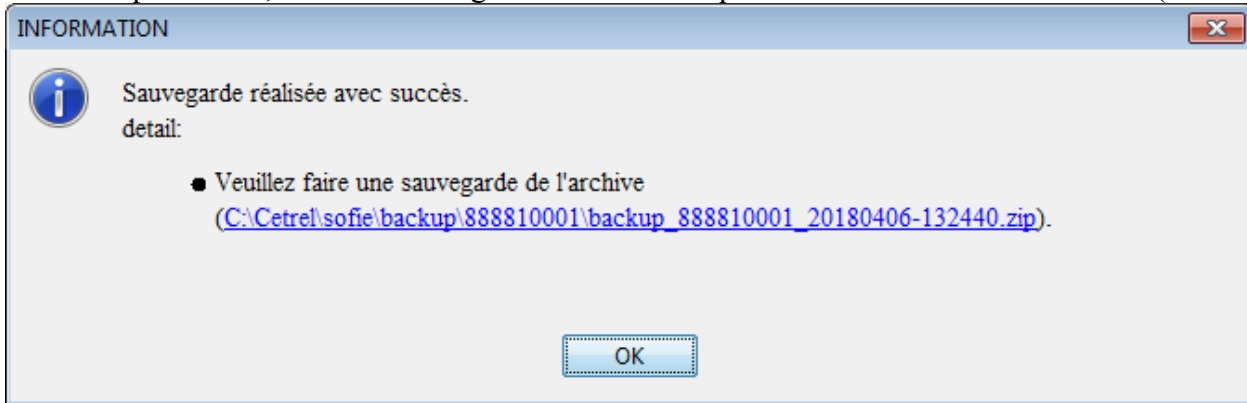 INFORMATION
Sauvegarde réalisée avec succès.
detail:
● Veuillez faire une sauvegarde de l'archive
(C:\Cetrel\sofie\backup\888810001\backup_888810001_20180406-132440.zip).
OK